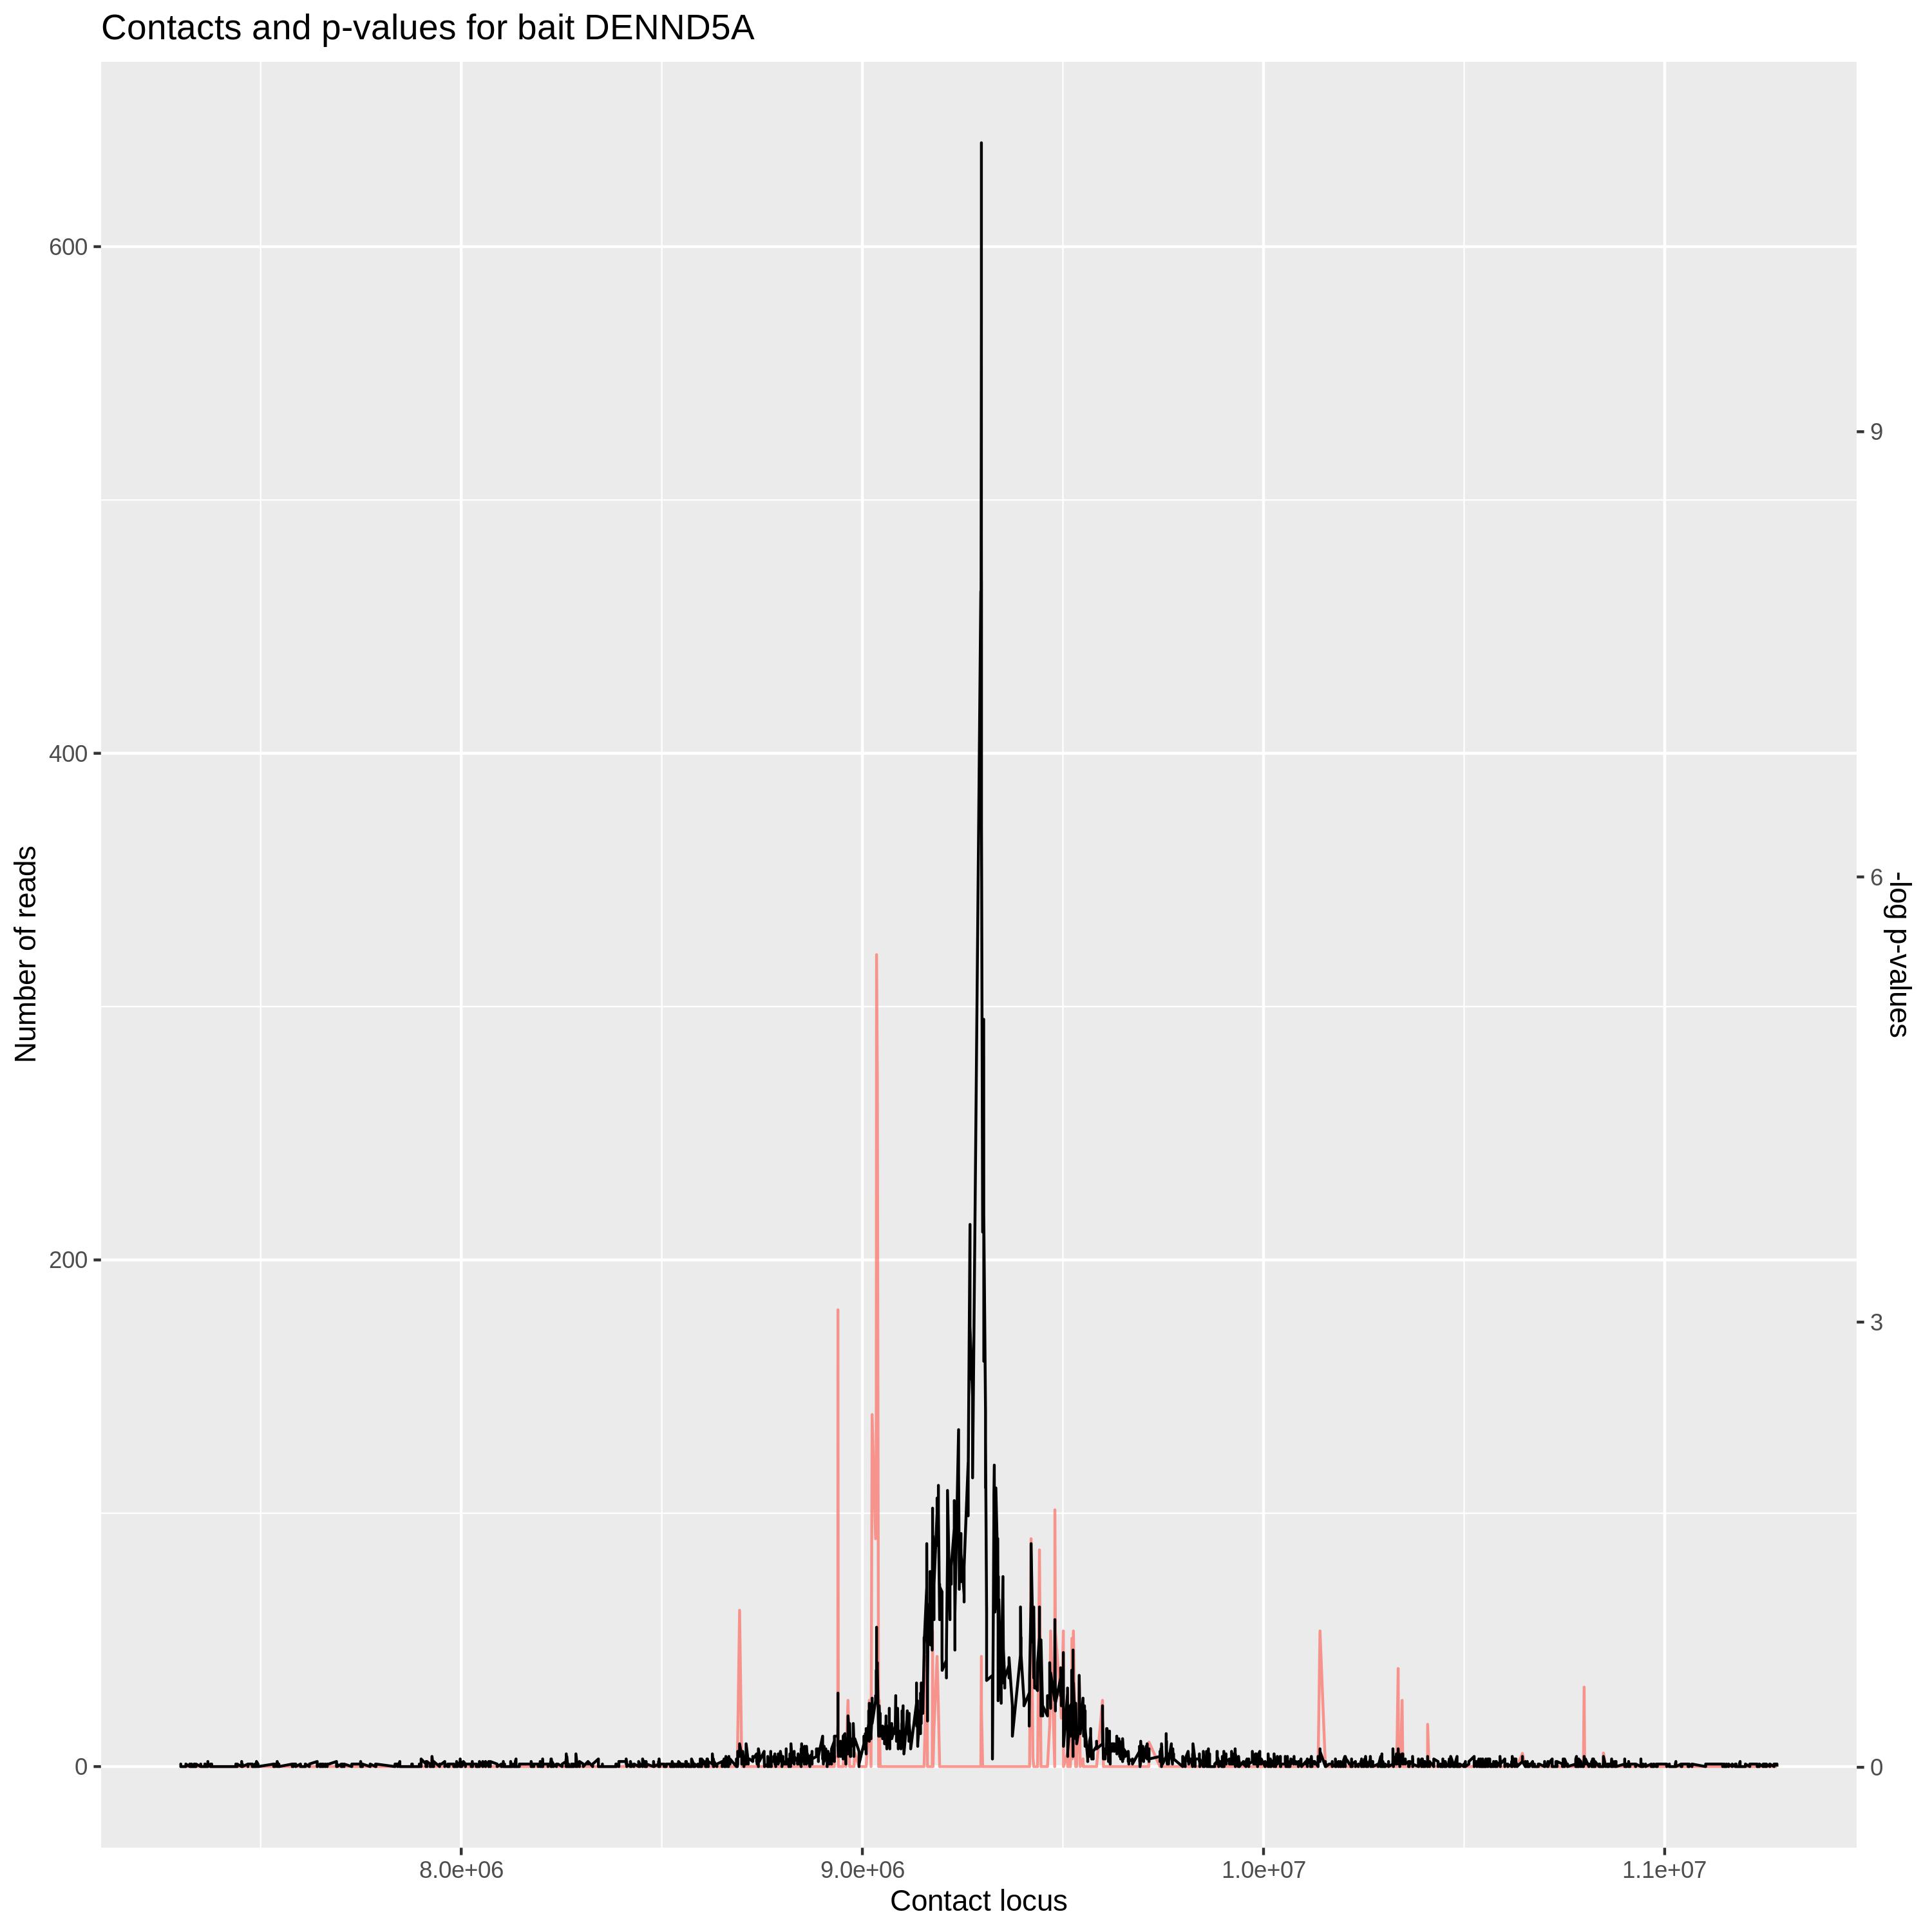 Contacts and p-values for bait DENND5A
600
400
200
0
Number of reads
9
6
3
0
-log p-values
8.0e+06
9.0e+06
1.0e+07
1.1e+07
Contact locus